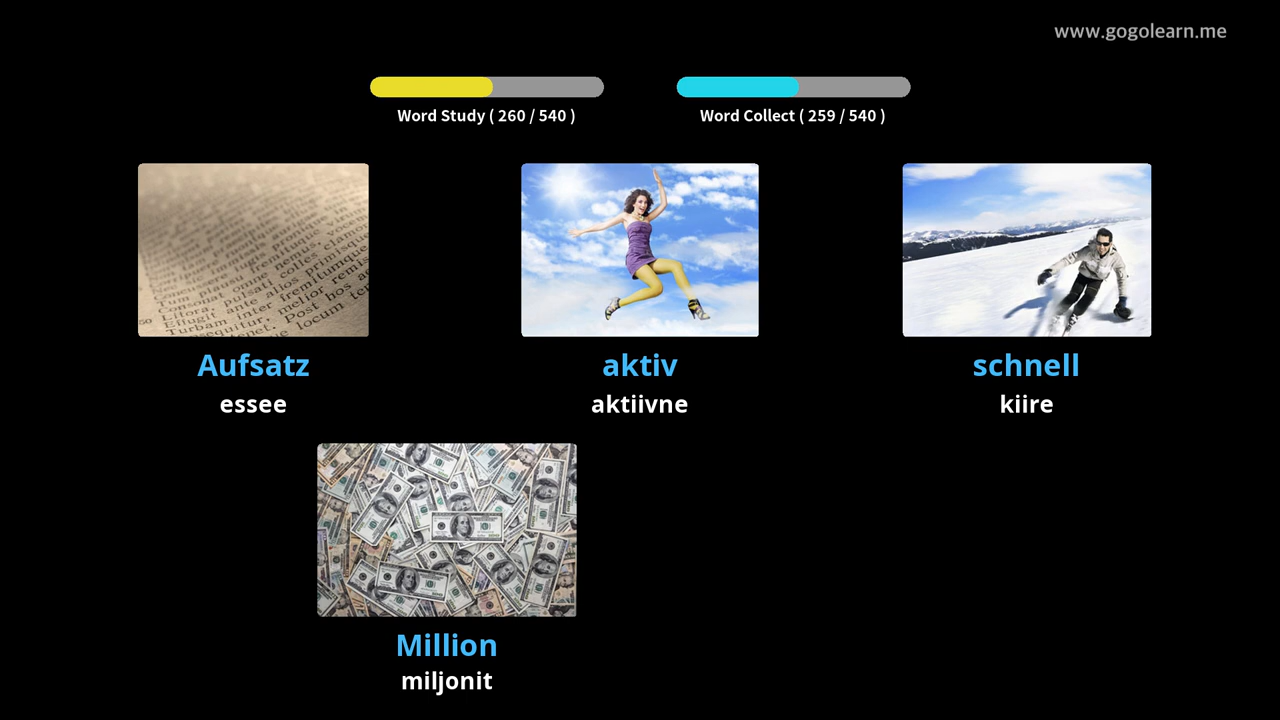 www.gogolearn.me
Word Study ( 260 / 540 )
Word Collect ( 259 / 540 )
Aufsatz
essee
aktiv
aktiivne
schnell
kiire
Million
miljonit